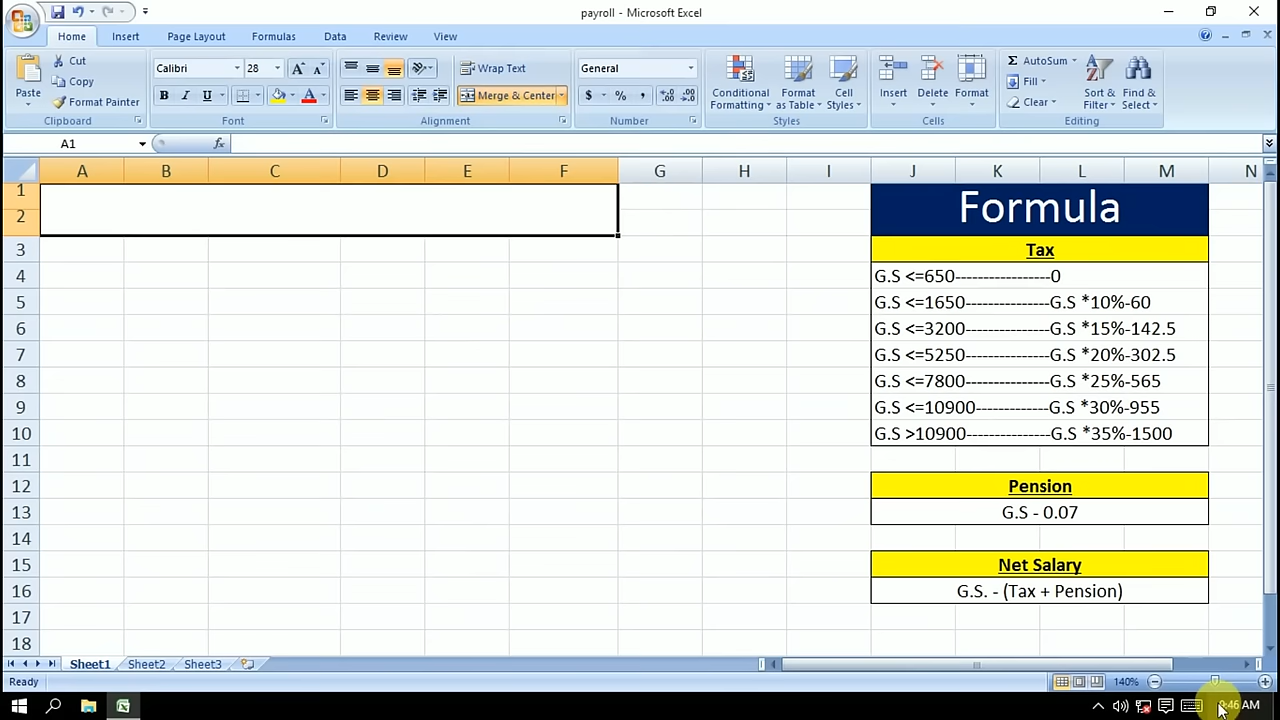 payroll - Microsoft Excel
Home Insert Page Layout Formulas Data Review View
Paste
Cut
Copy
Format Painter
Clipboard
Calibri 28
B I U
Font
Wrap Text
Merge & Center
Alignment
General
$ % ,
Number
Conditional Formatting
Format as Table
Cell Styles
Styles
Insert Delete Format
Cells
AutoSum
Fill
Clear
Sort & Filter
Find & Select
Editing
A1
A B C D E F G H I J K L M N
1
2
3
4
5
6
7
8
9
10
11
12
13
14
15
16
17
18
Formula
Tax
G.S <=650-----------------0
G.S <=1650---------------G.S *10%-60
G.S <=3200---------------G.S *15%-142.5
G.S <=5250---------------G.S *20%-302.5
G.S <=7800---------------G.S *25%-565
G.S <=10900-------------G.S *30%-955
G.S >10900---------------G.S *35%-1500
Pension
G.S - 0.07
Net Salary
G.S. - (Tax + Pension)
Sheet1 Sheet2 Sheet3
Ready
140%
:46 AM